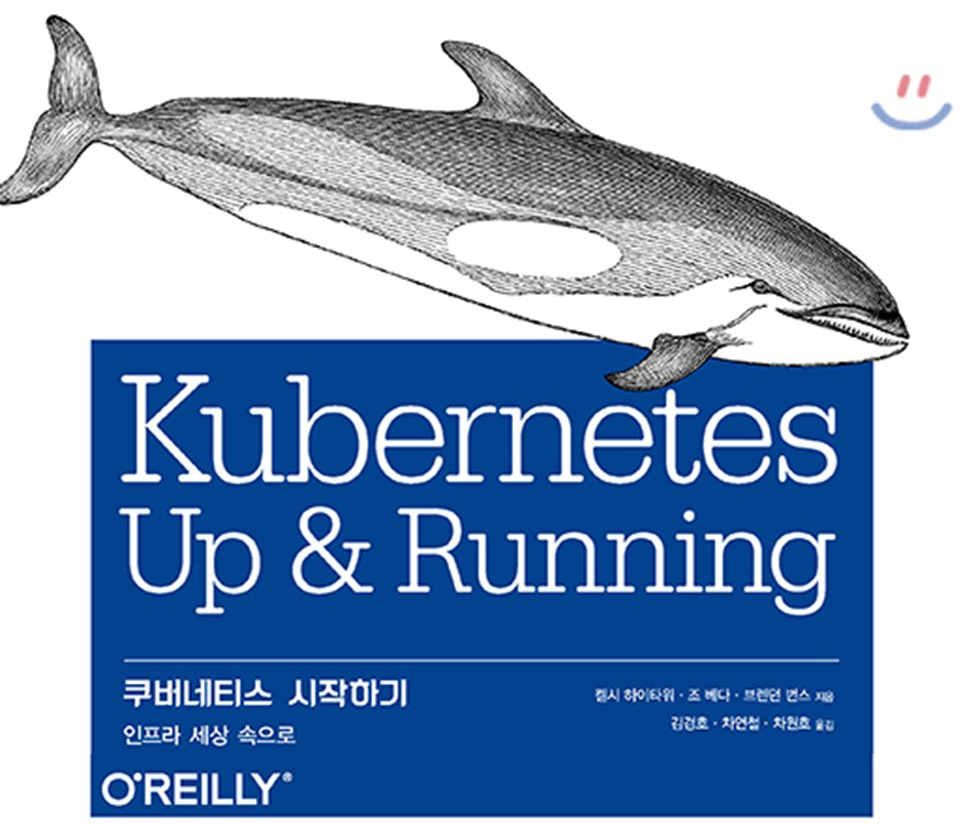 Kubernetes
Up & Running
쿠버네티스 시작하기
인프라 세상 속으로
켈시 하이타워 · 조 베다 · 브렌던 번스 지음
김경호 · 차연철 · 차원호 옮김
O'REILLY®